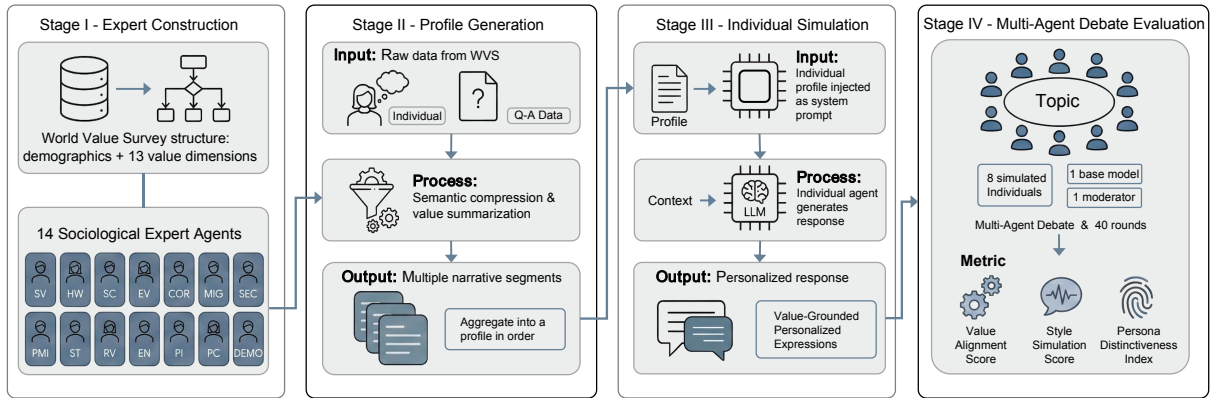 Stage I - Expert Construction
World Value Survey structure:
demographics + 13 value dimensions
14 Sociological Expert Agents
SV HW SC EV COR MIG SEC
PMI ST RV EN PI PC DEMO
Stage II - Profile Generation
Input: Raw data from WVS
Individual
?
Q-A Data
Process:
Semantic compression &
value summarization
Output: Multiple narrative segments
Aggregate into a
profile in order
Stage III - Individual Simulation
Profile
Input:
Individual
profile injected
as system
prompt
Context
LLM
Process:
Individual agent
generates
response
Output: Personalized response
Value-Grounded
Personalized
Expressions
Stage IV - Multi-Agent Debate Evaluation
Topic
8 simulated
Individuals
1 base model
1 moderator
Multi-Agent Debate & 40 rounds
Metric
Value
Alignment
Score
Style
Simulation
Score
Persona
Distinctiveness
Index